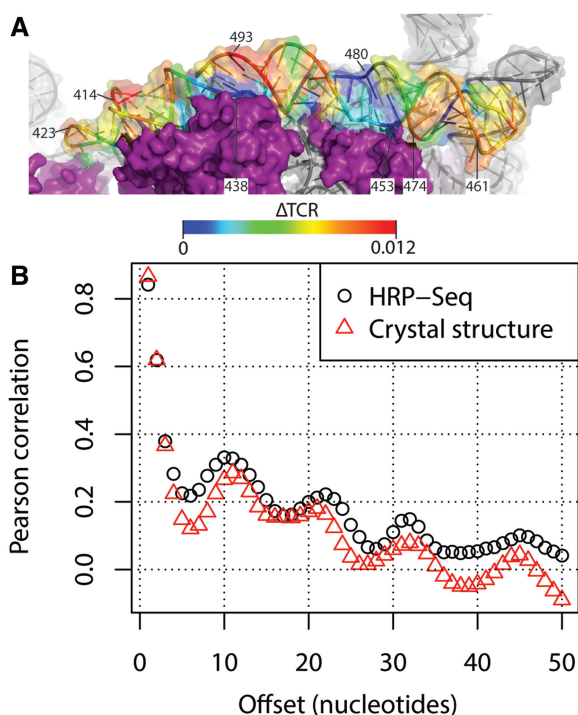 A
493
480
414
423
438
453
474
461
ΔTCR
0
0.012
B
HRP−Seq
Crystal structure
Pearson correlation
0.8
0.6
0.4
0.2
0.0
0 10 20 30 40 50
Offset (nucleotides)